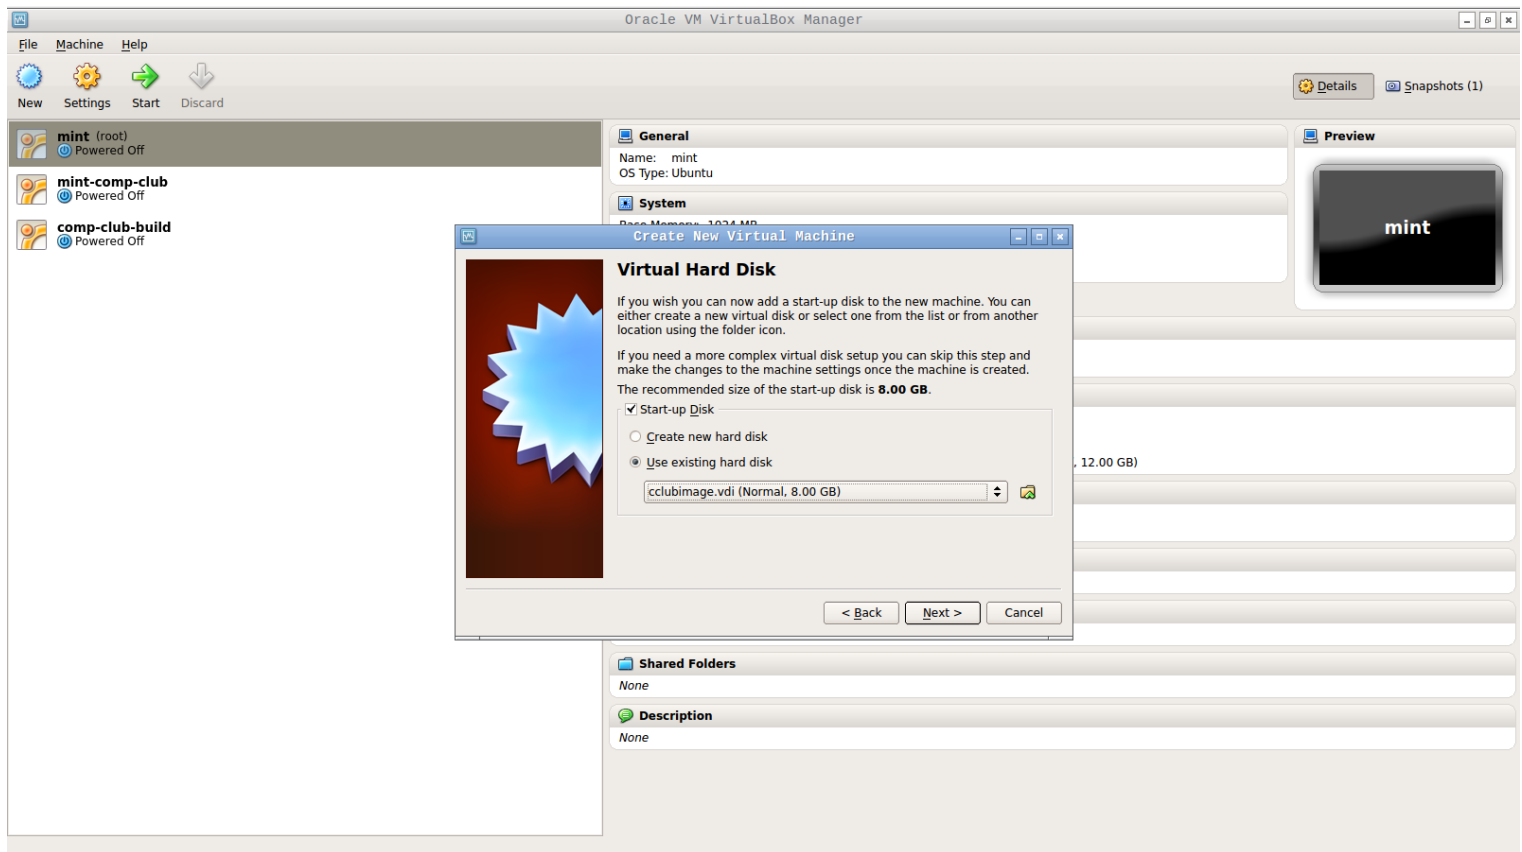 Oracle VM VirtualBox Manager
File Machine Help
New Settings Start Discard
Details Snapshots (1)
mint (root)
Powered Off
mint-comp-club
Powered Off
comp-club-build
Powered Off
General
Name: mint
OS Type: Ubuntu
System
Base Memory: 1024 MB
Preview
mint
Create New Virtual Machine
Virtual Hard Disk
If you wish you can now add a start-up disk to the new machine. You can
either create a new virtual disk or select one from the list or from another
location using the folder icon.
If you need a more complex virtual disk setup you can skip this step and
make the changes to the machine settings once the machine is created.
The recommended size of the start-up disk is 8.00 GB.
Start-up Disk
Create new hard disk
Use existing hard disk
cclubimage.vdi (Normal, 8.00 GB)
< Back Next > Cancel
, 12.00 GB)
Shared Folders
None
Description
None